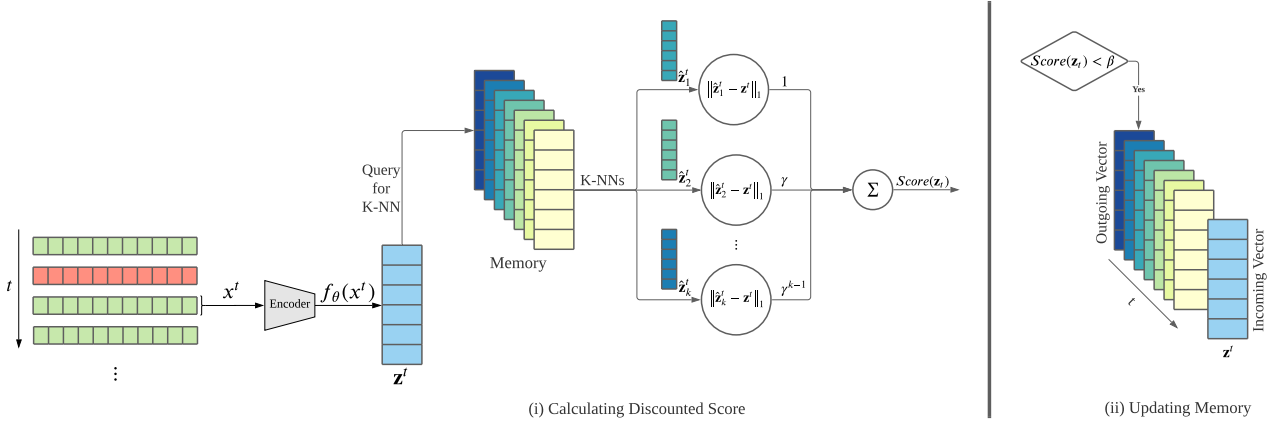 t
⋮
x^t
Encoder
f_θ(x^t)
z^t
Query
for
K-NN
Memory
K-NNs
ẑ_1^t
‖ẑ_1^t − z^t‖_1
1
ẑ_2^t
‖ẑ_2^t − z^t‖_1
γ
⋮
ẑ_k^t
‖ẑ_k^t − z^t‖_1
γ^{k−1}
Σ
Score(z_t)
(i) Calculating Discounted Score
Score(z_t) < β
Yes
Outgoing Vector
t
Incoming Vector
z^t
(ii) Updating Memory